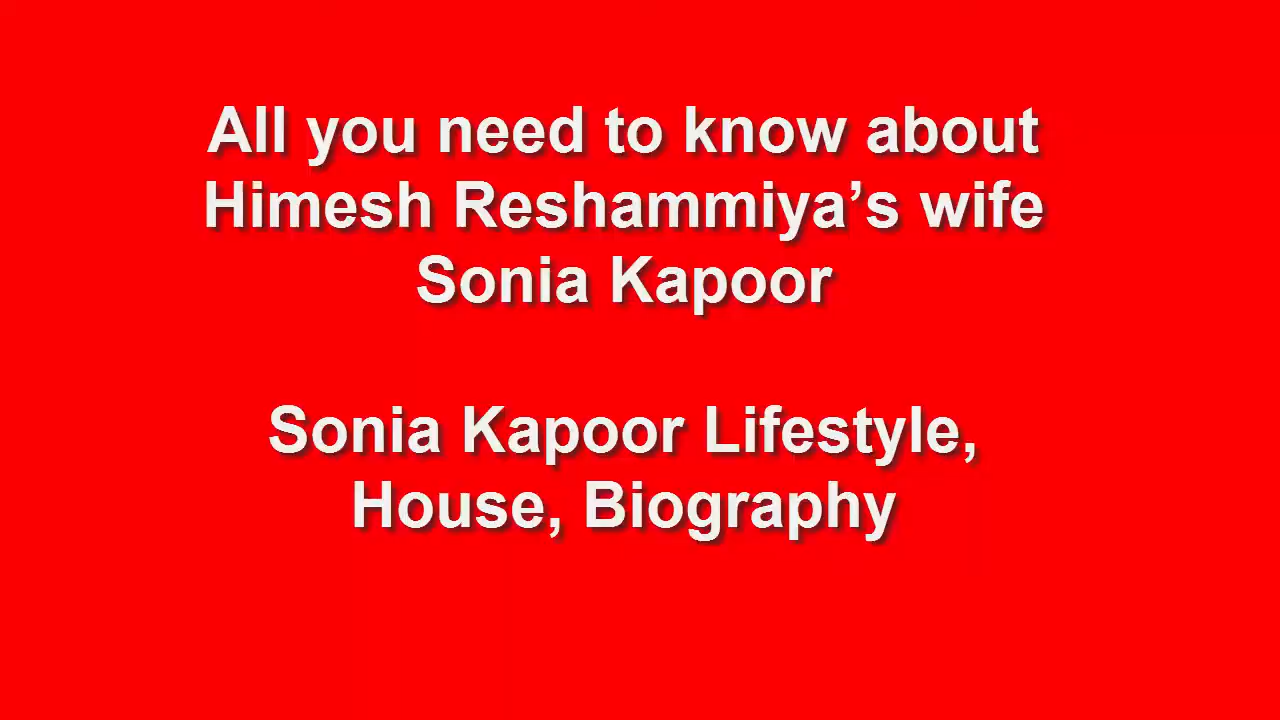 All you need to know about
Himesh Reshammiya’s wife
Sonia Kapoor
Sonia Kapoor Lifestyle,
House, Biography